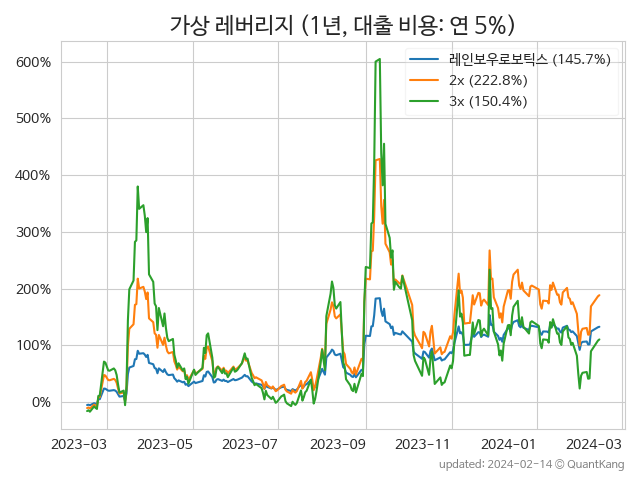 가상 레버리지 (1년, 대출 비용: 연 5%)
레인보우로보틱스 (145.7%)
2x (222.8%)
3x (150.4%)
600%
500%
400%
300%
200%
100%
0%
2023-03 2023-05 2023-07 2023-09 2023-11 2024-01 2024-03
updated: 2024-02-14 © QuantKang